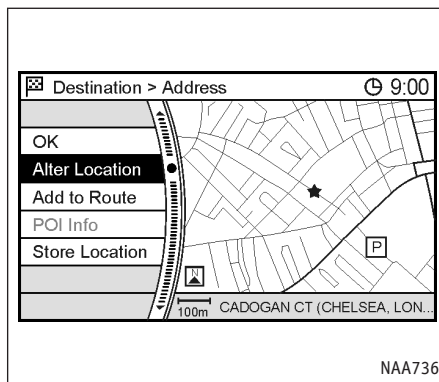 Destination > Address
9:00
OK
Alter Location
Add to Route
POI Info
Store Location
P
N
100m
CADOGAN CT (CHELSEA, LON...
NAA736